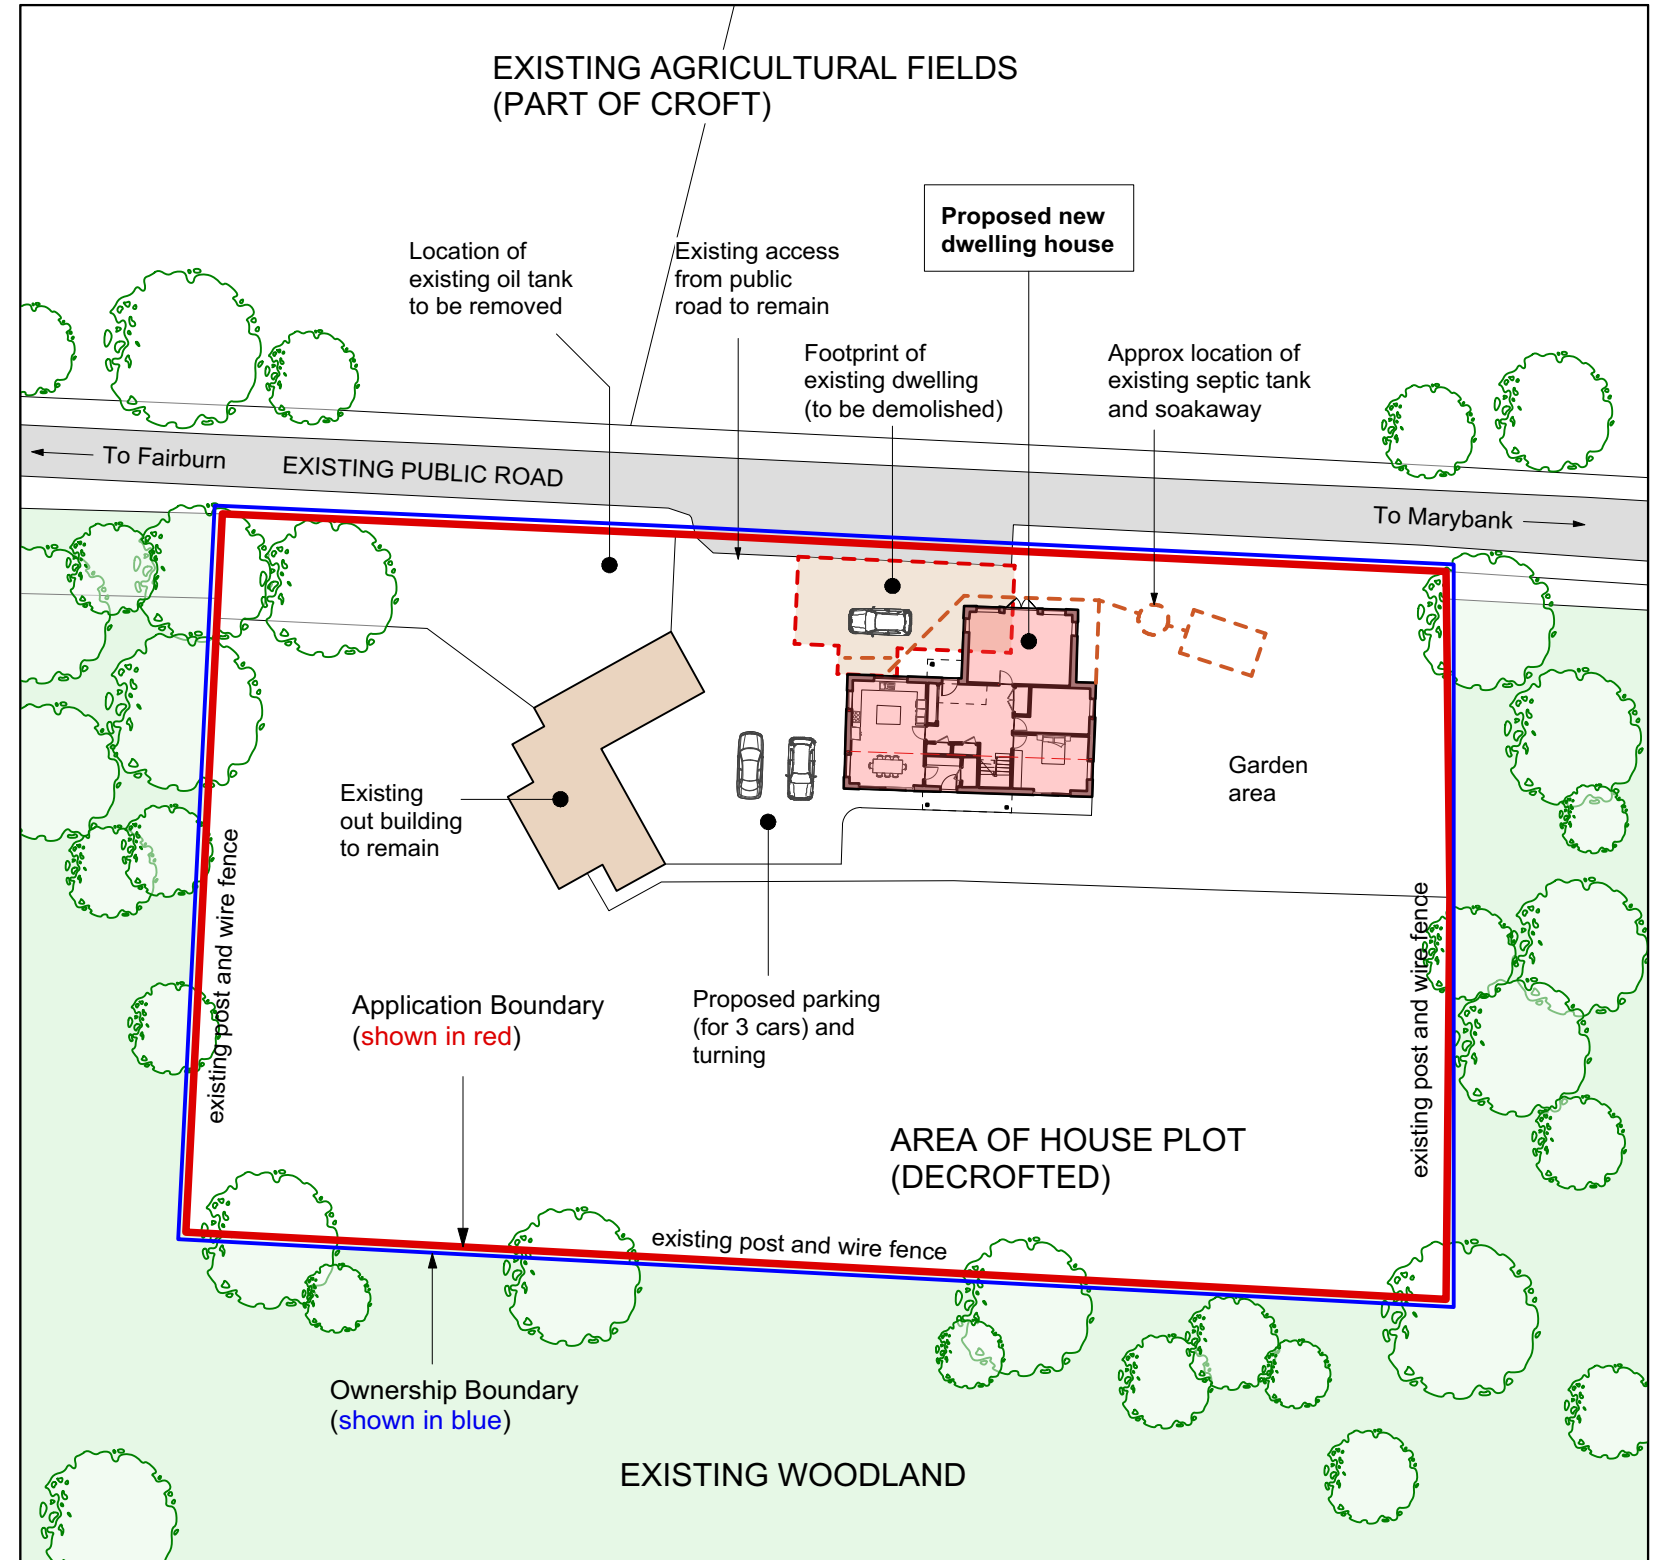 EXISTING AGRICULTURAL FIELDS
(PART OF CROFT)
Proposed new
dwelling house
Location of
existing oil tank
to be removed
Existing access
from public
road to remain
Footprint of
existing dwelling
(to be demolished)
Approx location of
existing septic tank
and soakaway
To Fairburn
EXISTING PUBLIC ROAD
To Marybank
Existing
out building
to remain
Garden
area
existing post and wire fence
existing post and wire fence
Application Boundary
(shown in red)
Proposed parking
(for 3 cars) and
turning
AREA OF HOUSE PLOT
(DECROFTED)
existing post and wire fence
Ownership Boundary
(shown in blue)
EXISTING WOODLAND